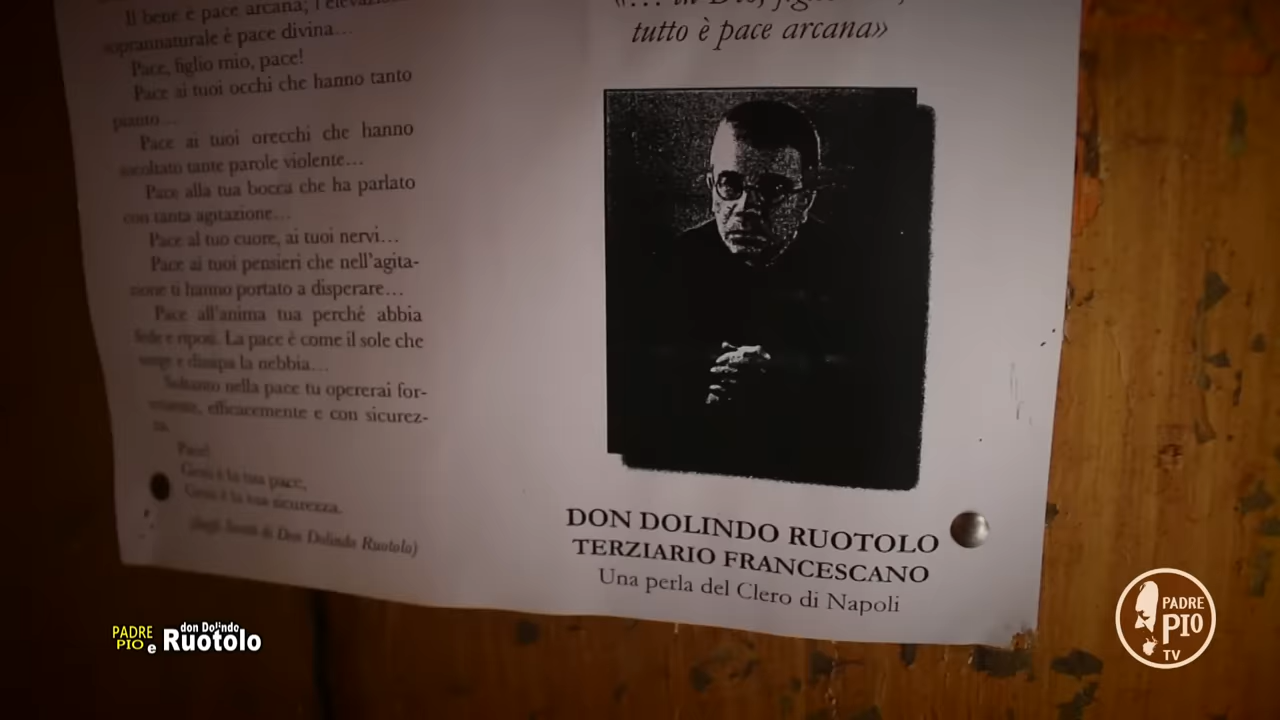 Il bene è pace arcana; l'elevazione
soprannaturale è pace divina…
Pace, figlio mio, pace!
Pace ai tuoi occhi che hanno tanto
pianto…
Pace ai tuoi orecchi che hanno
ascoltato tante parole violente…
Pace alla tua bocca che ha parlato
con tanta agitazione…
Pace al tuo cuore, ai tuoi nervi…
Pace ai tuoi pensieri che nell'agita-
zione ti hanno portato a disperare…
Pace all'anima tua perché abbia
fede e riposi. La pace è come il sole che
sorge e dissipa la nebbia…
Soltanto nella pace tu opererai for-
temente, efficacemente e con sicurez-
za.
Pace!
Gesù è la tua pace,
Gesù è la tua sicurezza.
(dagli Scritti di Don Dolindo Ruotolo)
«… in Dio,
tutto è pace arcana»
DON DOLINDO RUOTOLO
TERZIARIO FRANCESCANO
Una perla del Clero di Napoli
PADRE
PIO e don Dolindo
Ruotolo
PADRE
PIO
TV